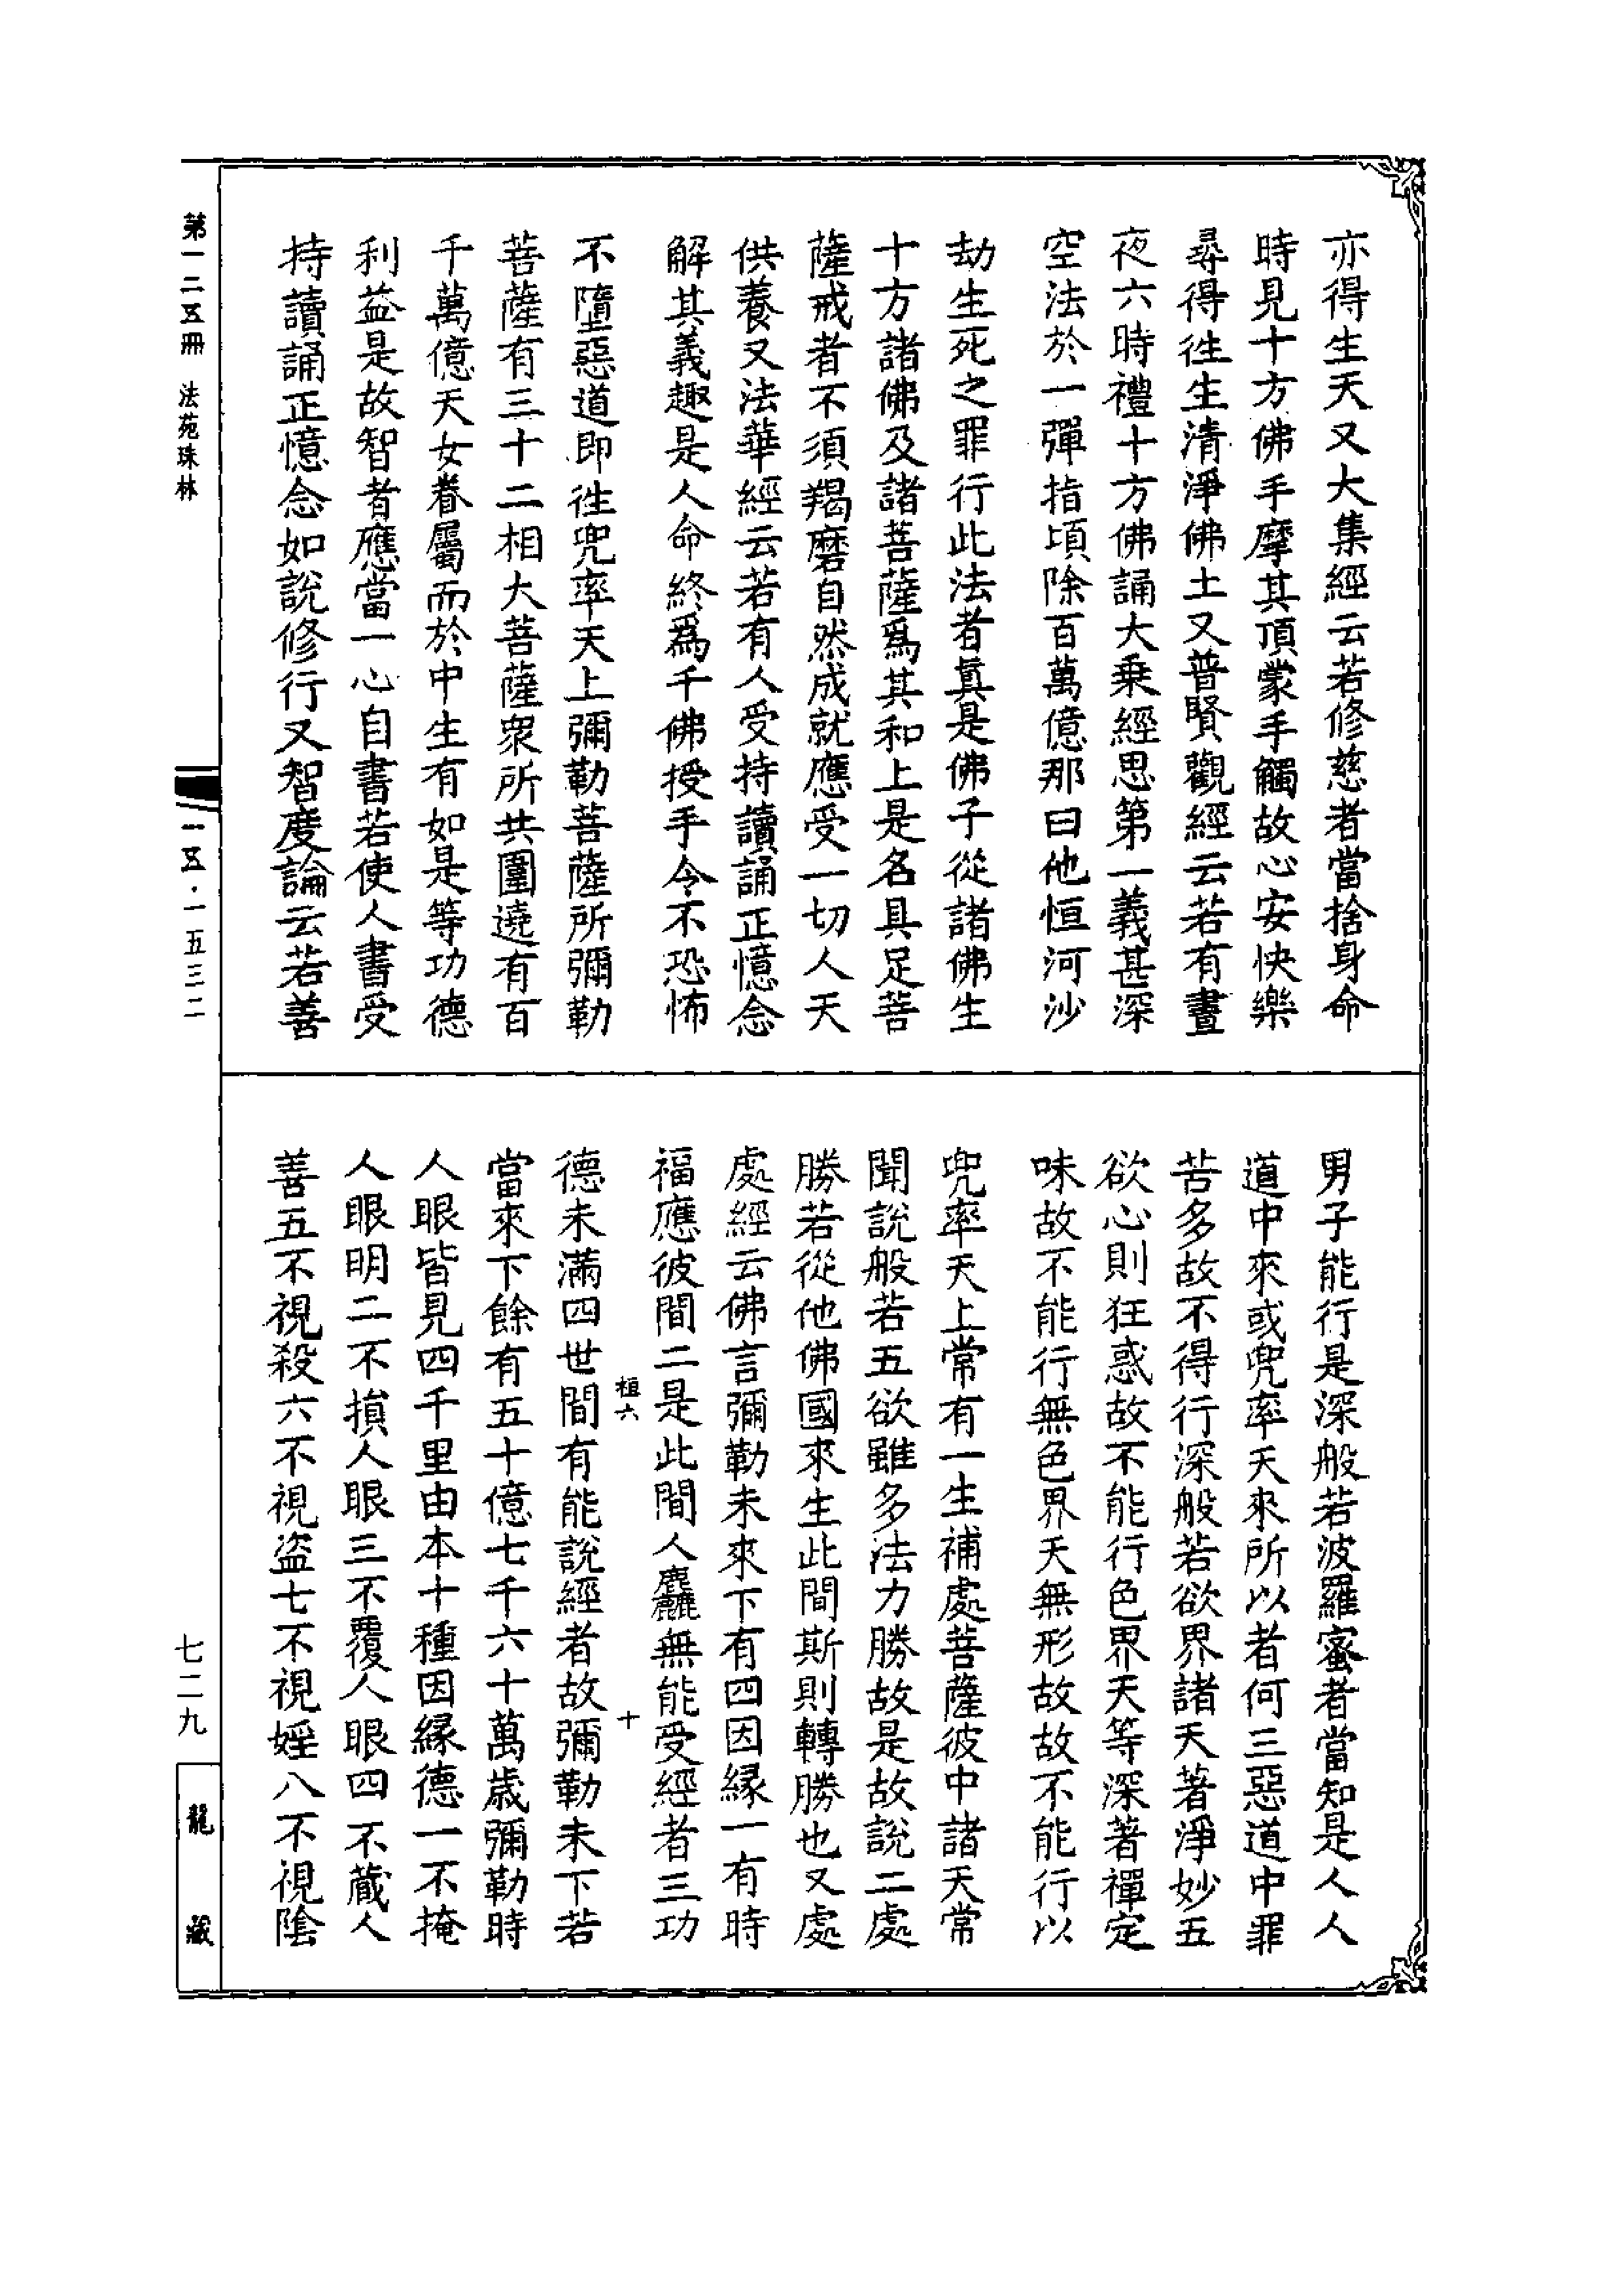 亦得生天又大集經云若修慈者當捨身命
時見十方佛手摩其頂蒙手觸故心安快樂
尋得徃生清淨佛土又普賢觀經云若有晝
夜六時禮十方佛誦大乗經思第一義甚深
空法於一彈指頃除百萬億那由他恒河沙
劫生死之罪行此法者眞是佛子從諸佛生
十方諸佛及諸菩薩爲其和上是名具足菩
薩戒者不須羯磨自然成就應受一切人天
供養又法華經云若有人受持讀誦正憶念
解其義趣是人命終爲千佛授手令不恐怖
不墮惡道即徃兜率天上彌勒菩薩所彌勒
菩薩有三十二相大菩薩衆所共圍遶有百
千萬億天女眷屬而於中生有如是等功德
利益是故智者應當一心自書若使人書受
持讀誦正憶念如說修行又智度論云若善
男子能行是深般若波羅蜜者當知是人人
道中來或兜率天來所以者何三惡道中罪
苦多故不得行深般若欲界諸天著淨妙五
欲心則狂惑故不能行色界天等深著禪定
味故不能行無色界天無形故故不能行以
兜率天上常有一生補處菩薩彼中諸天常
聞說般若五欲雖多法力勝故是故說二處
勝若從他佛國來生此間斯則轉勝也又處
處經云佛言彌勒未來下有四因縁一有時
福應彼間二是此間人麤無能受經者三功
德未滿四世間有能說經者故彌勒未下若
當來下餘有五十億七千六十萬歳彌勒時
人眼皆見四千里由本十種因縁德一不掩
人眼明二不損人眼三不覆人眼四不藏人
善五不視殺六不視盗七不視婬八不視陰
桓六
十
第一二五冊 法苑珠林
一五·一五三二
七二九
龍藏